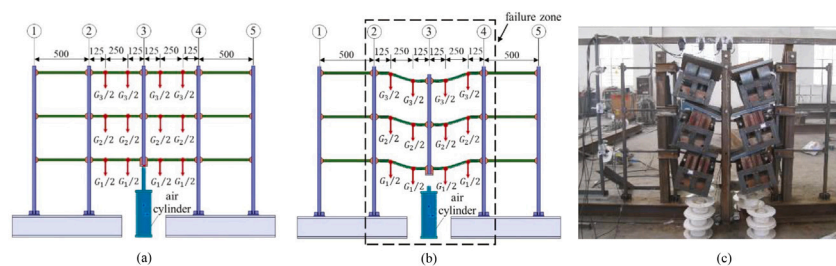 ① ② ③ ④ ⑤
500 125 250 125 125 250 125 500
G₃/2 G₃/2 G₃/2 G₃/2
G₂/2 G₂/2 G₂/2 G₂/2
G₁/2 G₁/2 G₁/2 G₁/2
air
cylinder
(a)
failure zone
① ② ③ ④ ⑤
500 125 250 125 125 250 125 500
G₃/2 G₃/2 G₃/2 G₃/2
G₂/2 G₂/2 G₂/2 G₂/2
G₁/2 G₁/2 G₁/2 G₁/2
air
cylinder
(b)
(c)